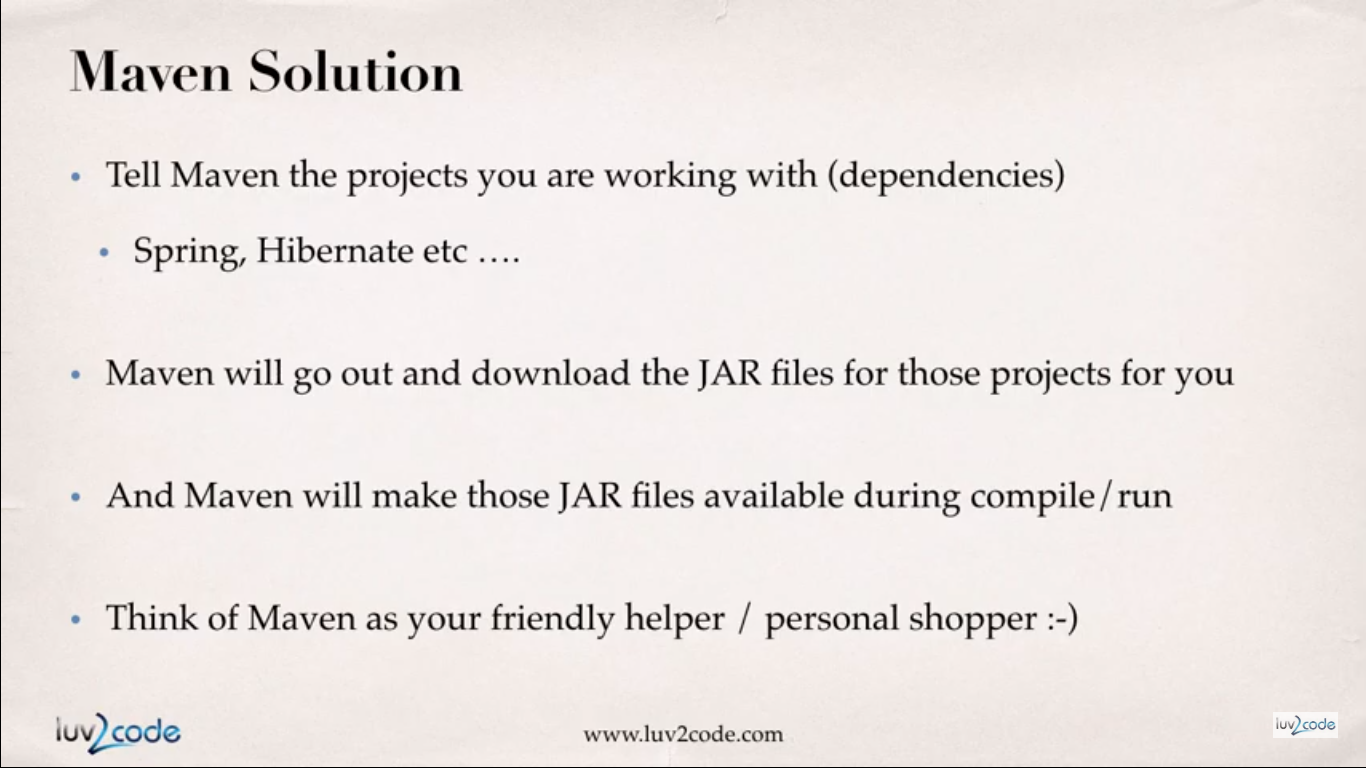 Maven Solution
• Tell Maven the projects you are working with (dependencies)
• Spring, Hibernate etc ….
• Maven will go out and download the JAR files for those projects for you
• And Maven will make those JAR files available during compile/run
• Think of Maven as your friendly helper / personal shopper :-)
luv2code
www.luv2code.com
luv2code